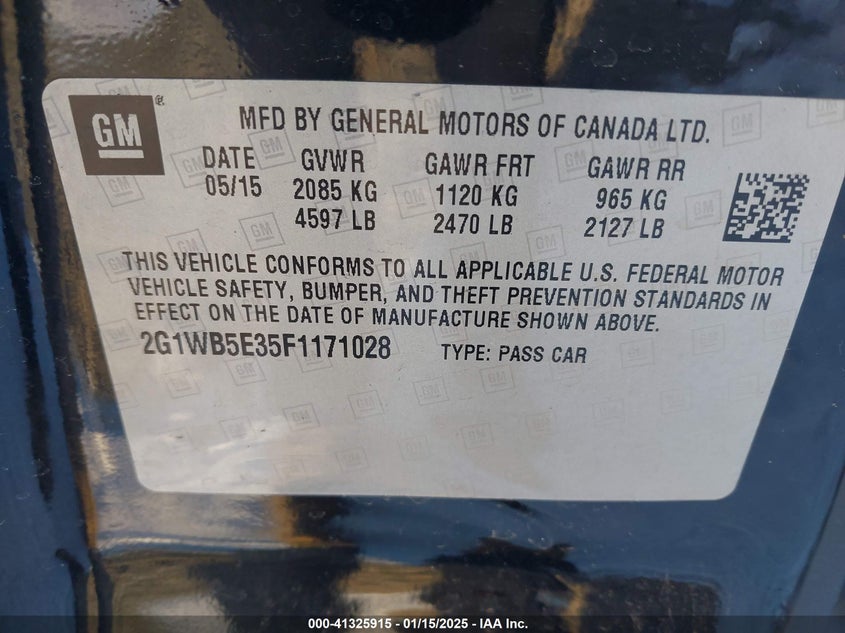 GM
MFD BY GENERAL MOTORS OF CANADA LTD.
DATE GVWR GAWR FRT GAWR RR
05/15 2085 KG 1120 KG 965 KG
4597 LB 2470 LB 2127 LB
THIS VEHICLE CONFORMS TO ALL APPLICABLE U.S. FEDERAL MOTOR
VEHICLE SAFETY, BUMPER, AND THEFT PREVENTION STANDARDS IN
EFFECT ON THE DATE OF MANUFACTURE SHOWN ABOVE.
2G1WB5E35F1171028 TYPE: PASS CAR
000-41325915 - 01/15/2025 - IAA Inc.